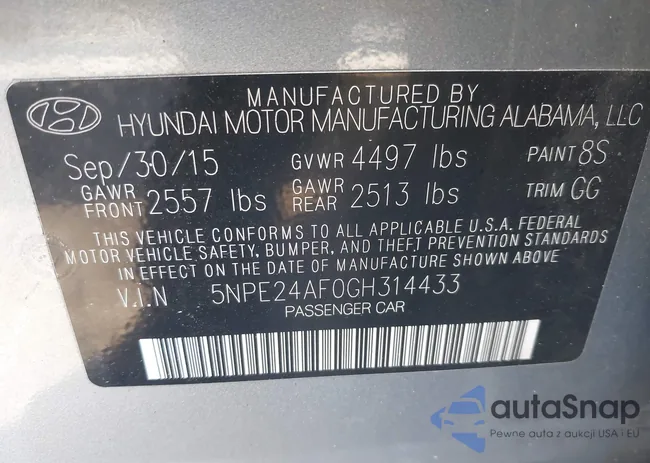 MANUFACTURED BY
HYUNDAI MOTOR MANUFACTURING ALABAMA, LLC
Sep/30/15 GVWR 4497 lbs PAINT 8S
GAWR FRONT 2557 lbs GAWR REAR 2513 lbs TRIM GG
THIS VEHICLE CONFORMS TO ALL APPLICABLE U.S.A. FEDERAL
MOTOR VEHICLE SAFETY, BUMPER, AND THEFT PREVENTION STANDARDS
IN EFFECT ON THE DATE OF MANUFACTURE SHOWN ABOVE
V.I.N 5NPE24AF0GH314433
PASSENGER CAR
autaSnap
Pewne auta z aukcji USA i EU